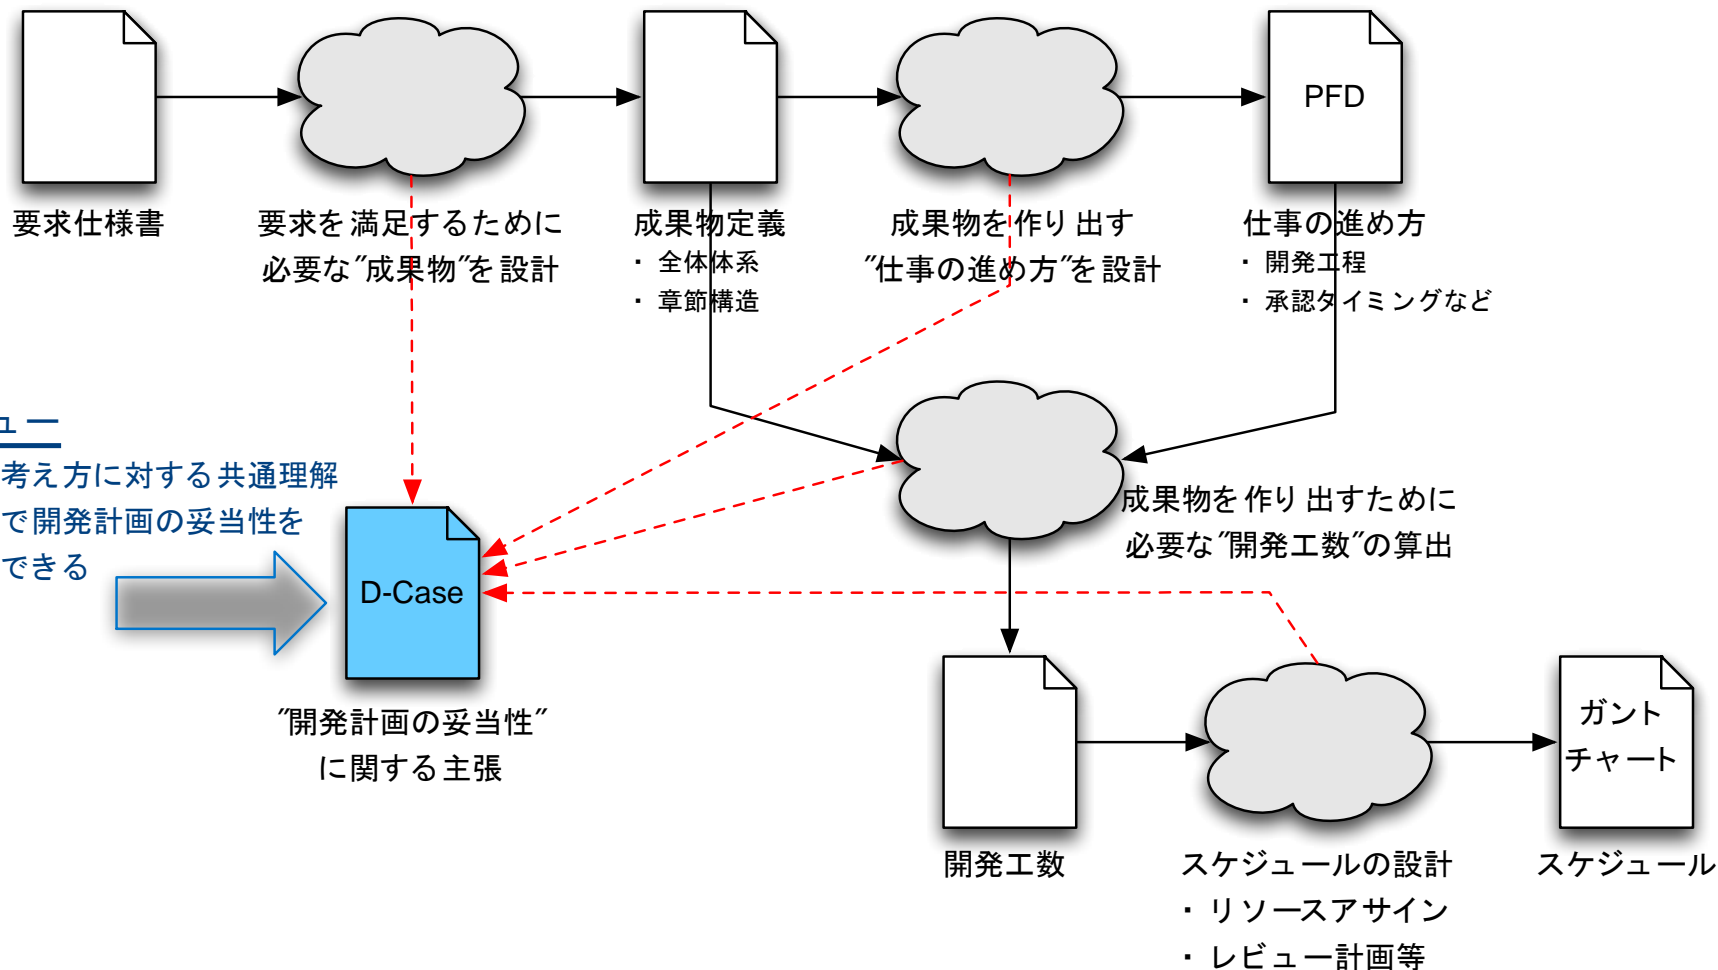 PFD
要求仕様書
要求を満足するために
必要な"成果物"を設計
成果物定義
・ 全体体系
・ 章節構造
成果物を作り出す
"仕事の進め方"を設計
仕事の進め方
・ 開発工程
・ 承認タイミングなど
ュー
考え方に対する共通理解
で開発計画の妥当性を
できる
成果物を作り出すために
必要な"開発工数"の算出
D-Case
"開発計画の妥当性"
に関する主張
ガント
チャート
開発工数
スケジュールの設計
・ リソースアサイン
・ レビュー計画等
スケジュール